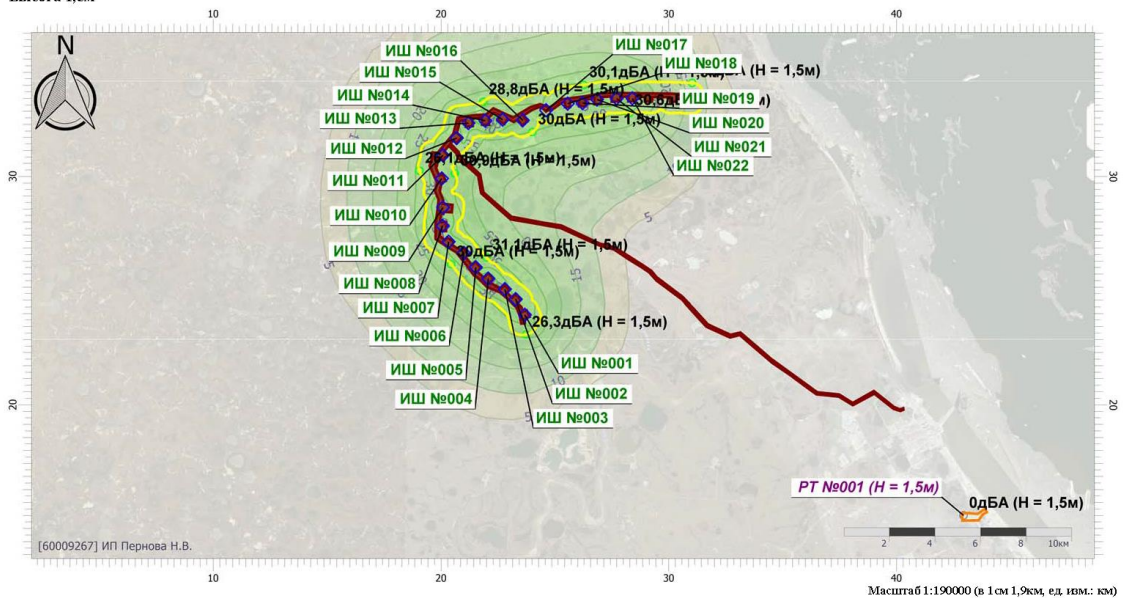 10 20 30 40
N
ИШ №016
ИШ №017
ИШ №018
ИШ №015
30,1дБА (H = 1,5м)
ИШ №014
28,8дБА (H = 1,5м)
ИШ №019
ИШ №013
30дБА (H = 1,5м)
ИШ №020
ИШ №012
ИШ №021
ИШ №022
ИШ №011
30
30
ИШ №010
5
31,1дБА (H = 1,5м)
ИШ №009
30дБА (H = 1,5м)
15
ИШ №008
ИШ №007
26,3дБА (H = 1,5м)
ИШ №006
ИШ №001
ИШ №005
10
ИШ №002
ИШ №004
20
20
5
ИШ №003
РТ №001 (H = 1,5м)
0дБА (H = 1,5м)
2 4 6 8 10км
[60009267] ИП Пернова Н.В.
10 20 30 40
Масштаб 1:190000 (в 1см 1,9км, ед. изм.: км)